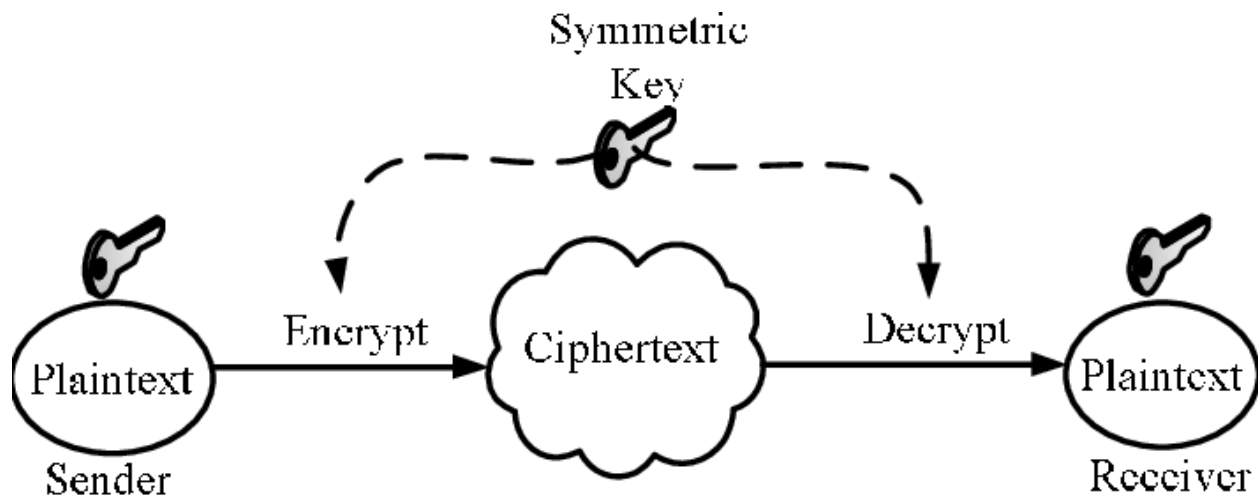 Symmetric
Key
Encrypt
Decrypt
Plaintext
Ciphertext
Plaintext
Sender
Receiver